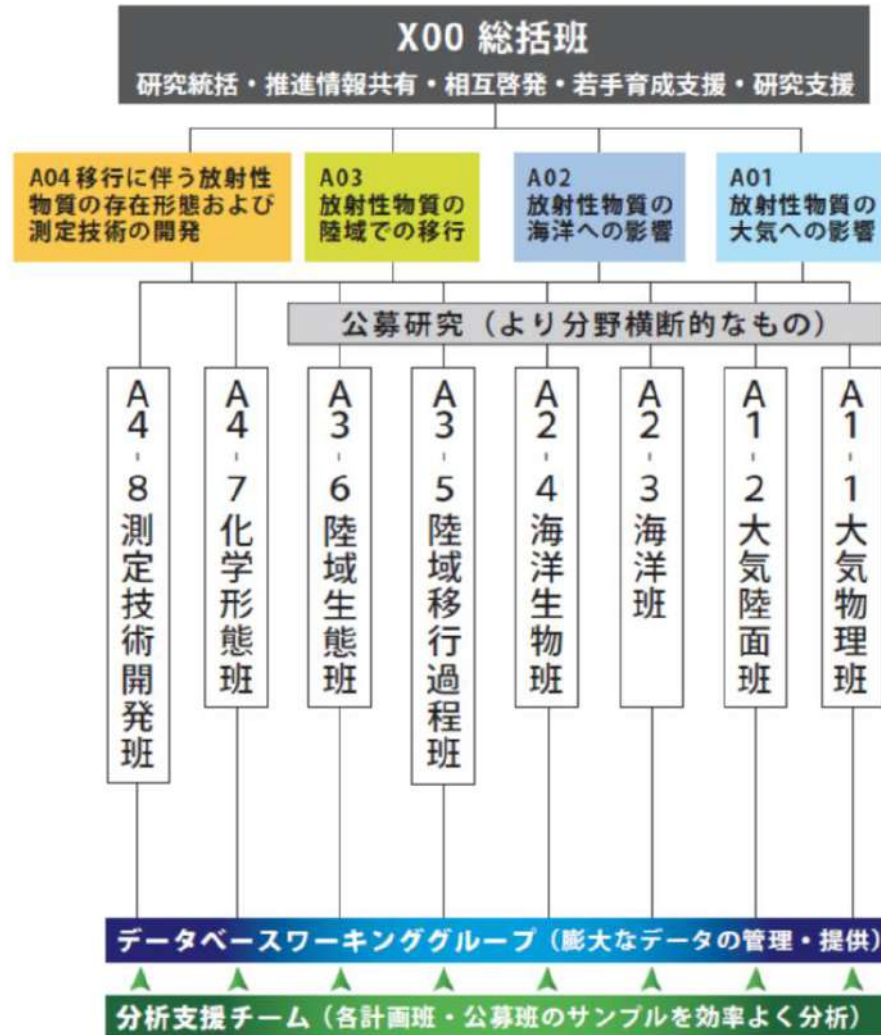 X00 総括班
研究統括・推進情報共有・相互啓発・若手育成支援・研究支援
A04 移行に伴う放射性
物質の存在形態および
測定技術の開発
A03
放射性物質の
陸域での移行
A02
放射性物質の
海洋への影響
A01
放射性物質の
大気への影響
公募研究（より分野横断的なもの）
A4-8測定技術開発班
A4-7化学形態班
A3-6陸域生態班
A3-5陸域移行過程班
A2-4海洋生物班
A2-3海洋班
A1-2大気陸面班
A1-1大気物理班
データベースワーキンググループ（膨大なデータの管理・提供）
分析支援チーム（各計画班・公募班のサンプルを効率よく分析）